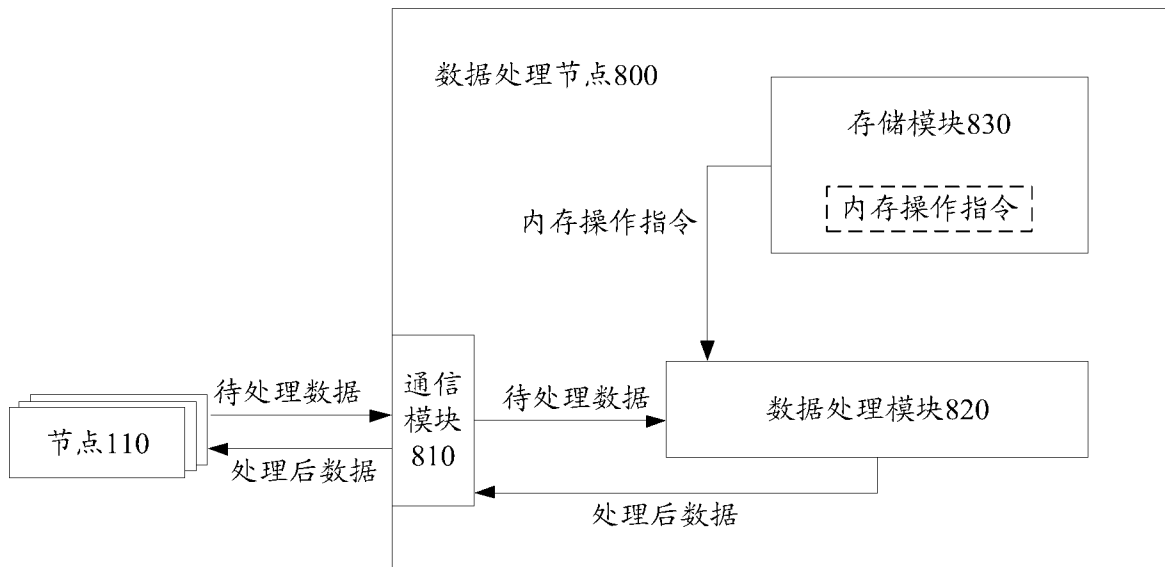 数据处理节点800
存储模块830
内存操作指令
内存操作指令
待处理数据
通信
模块
810
待处理数据
数据处理模块820
节点110
处理后数据
处理后数据